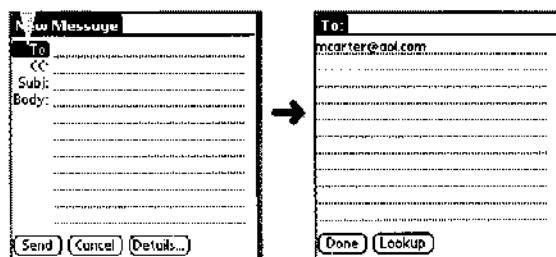 New Message
To
CC:
Subj:
Body:
Send Cancel Details...
To:
mcarter@aol.com
Done Lookup